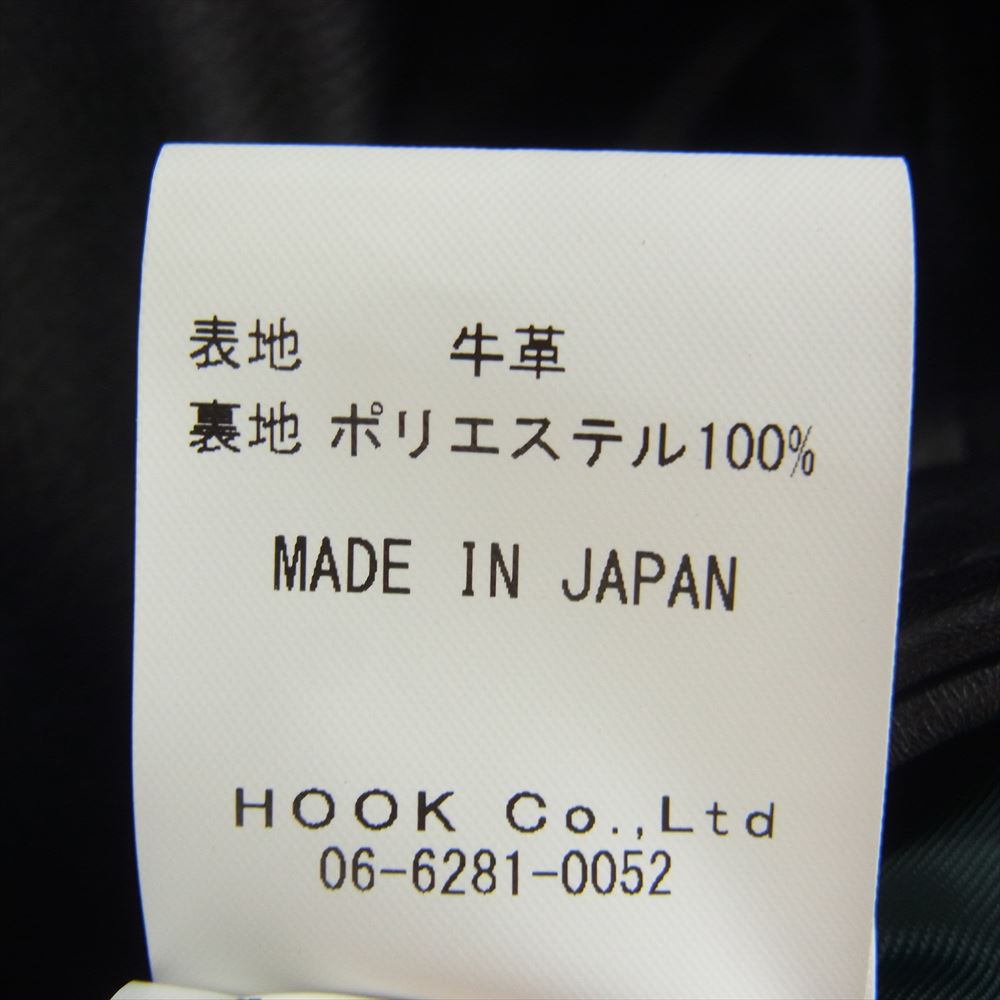 表地 牛革
裏地 ポリエステル100%
MADE IN JAPAN
HOOK Co.,Ltd
06-6281-0052